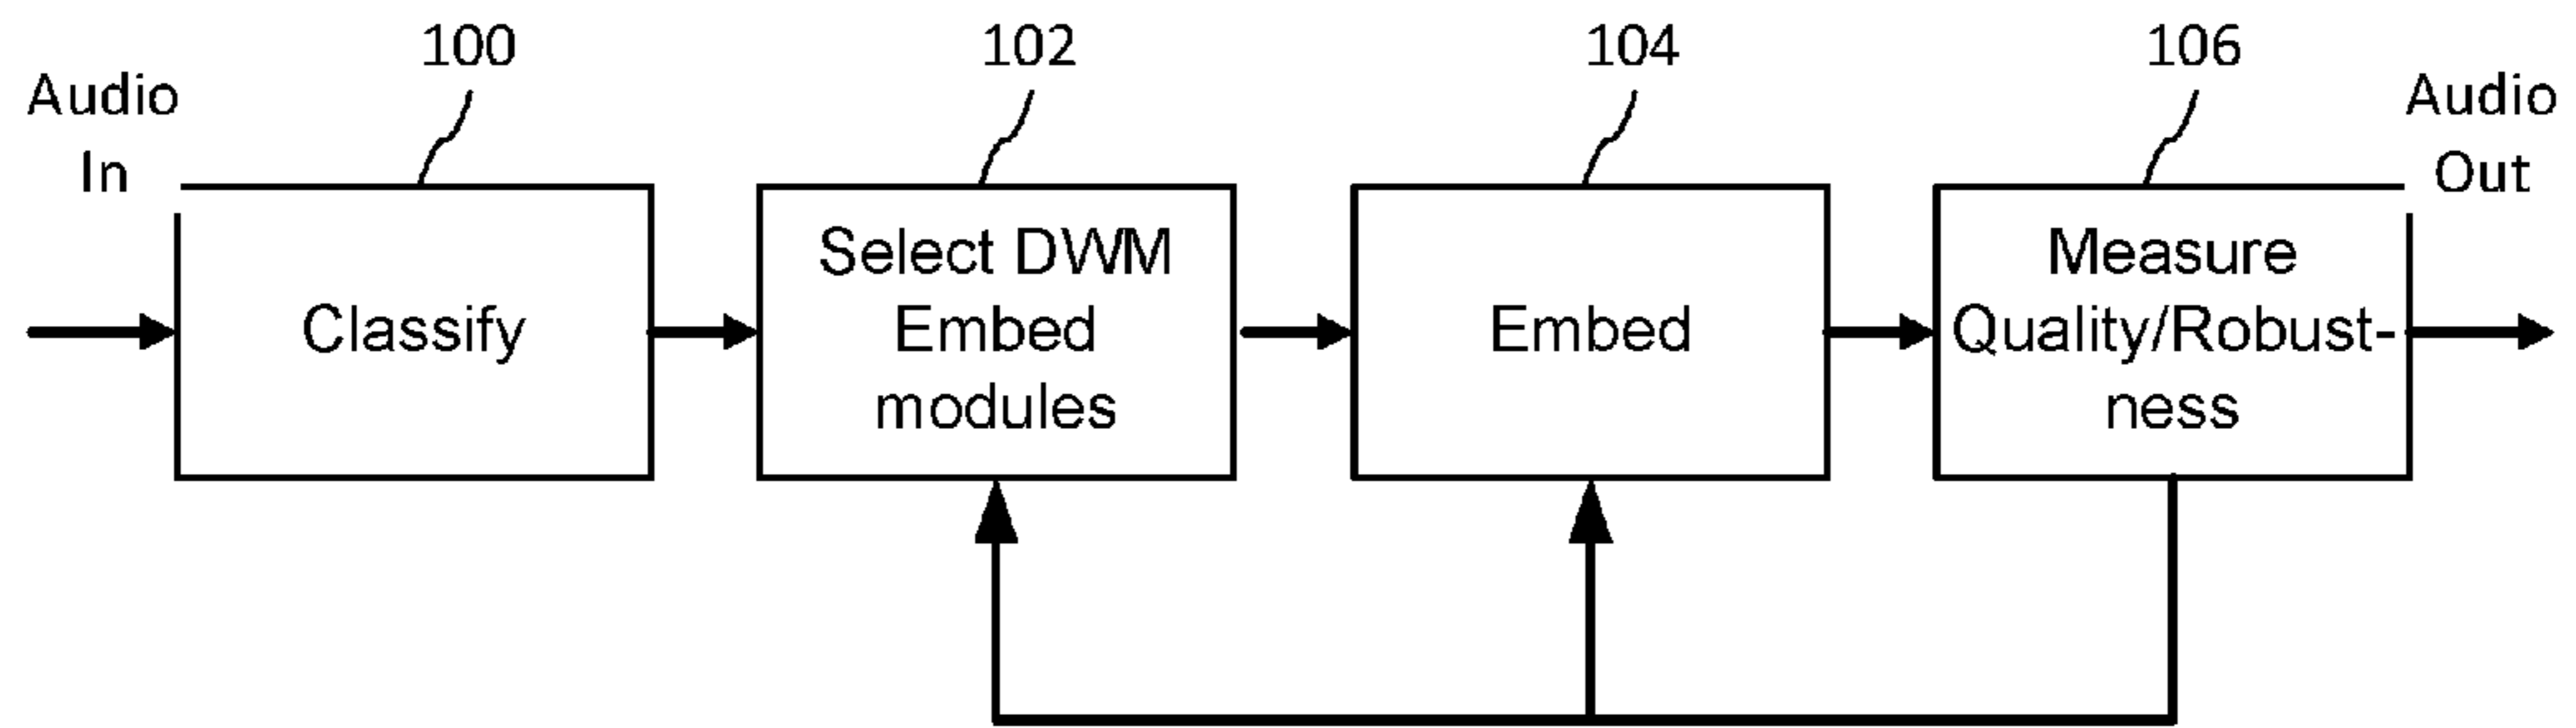 100
102
104
106
Audio
In
Audio
Out
Classify
Select DWM
Embed
modules
Embed
Measure
Quality/Robust-
ness